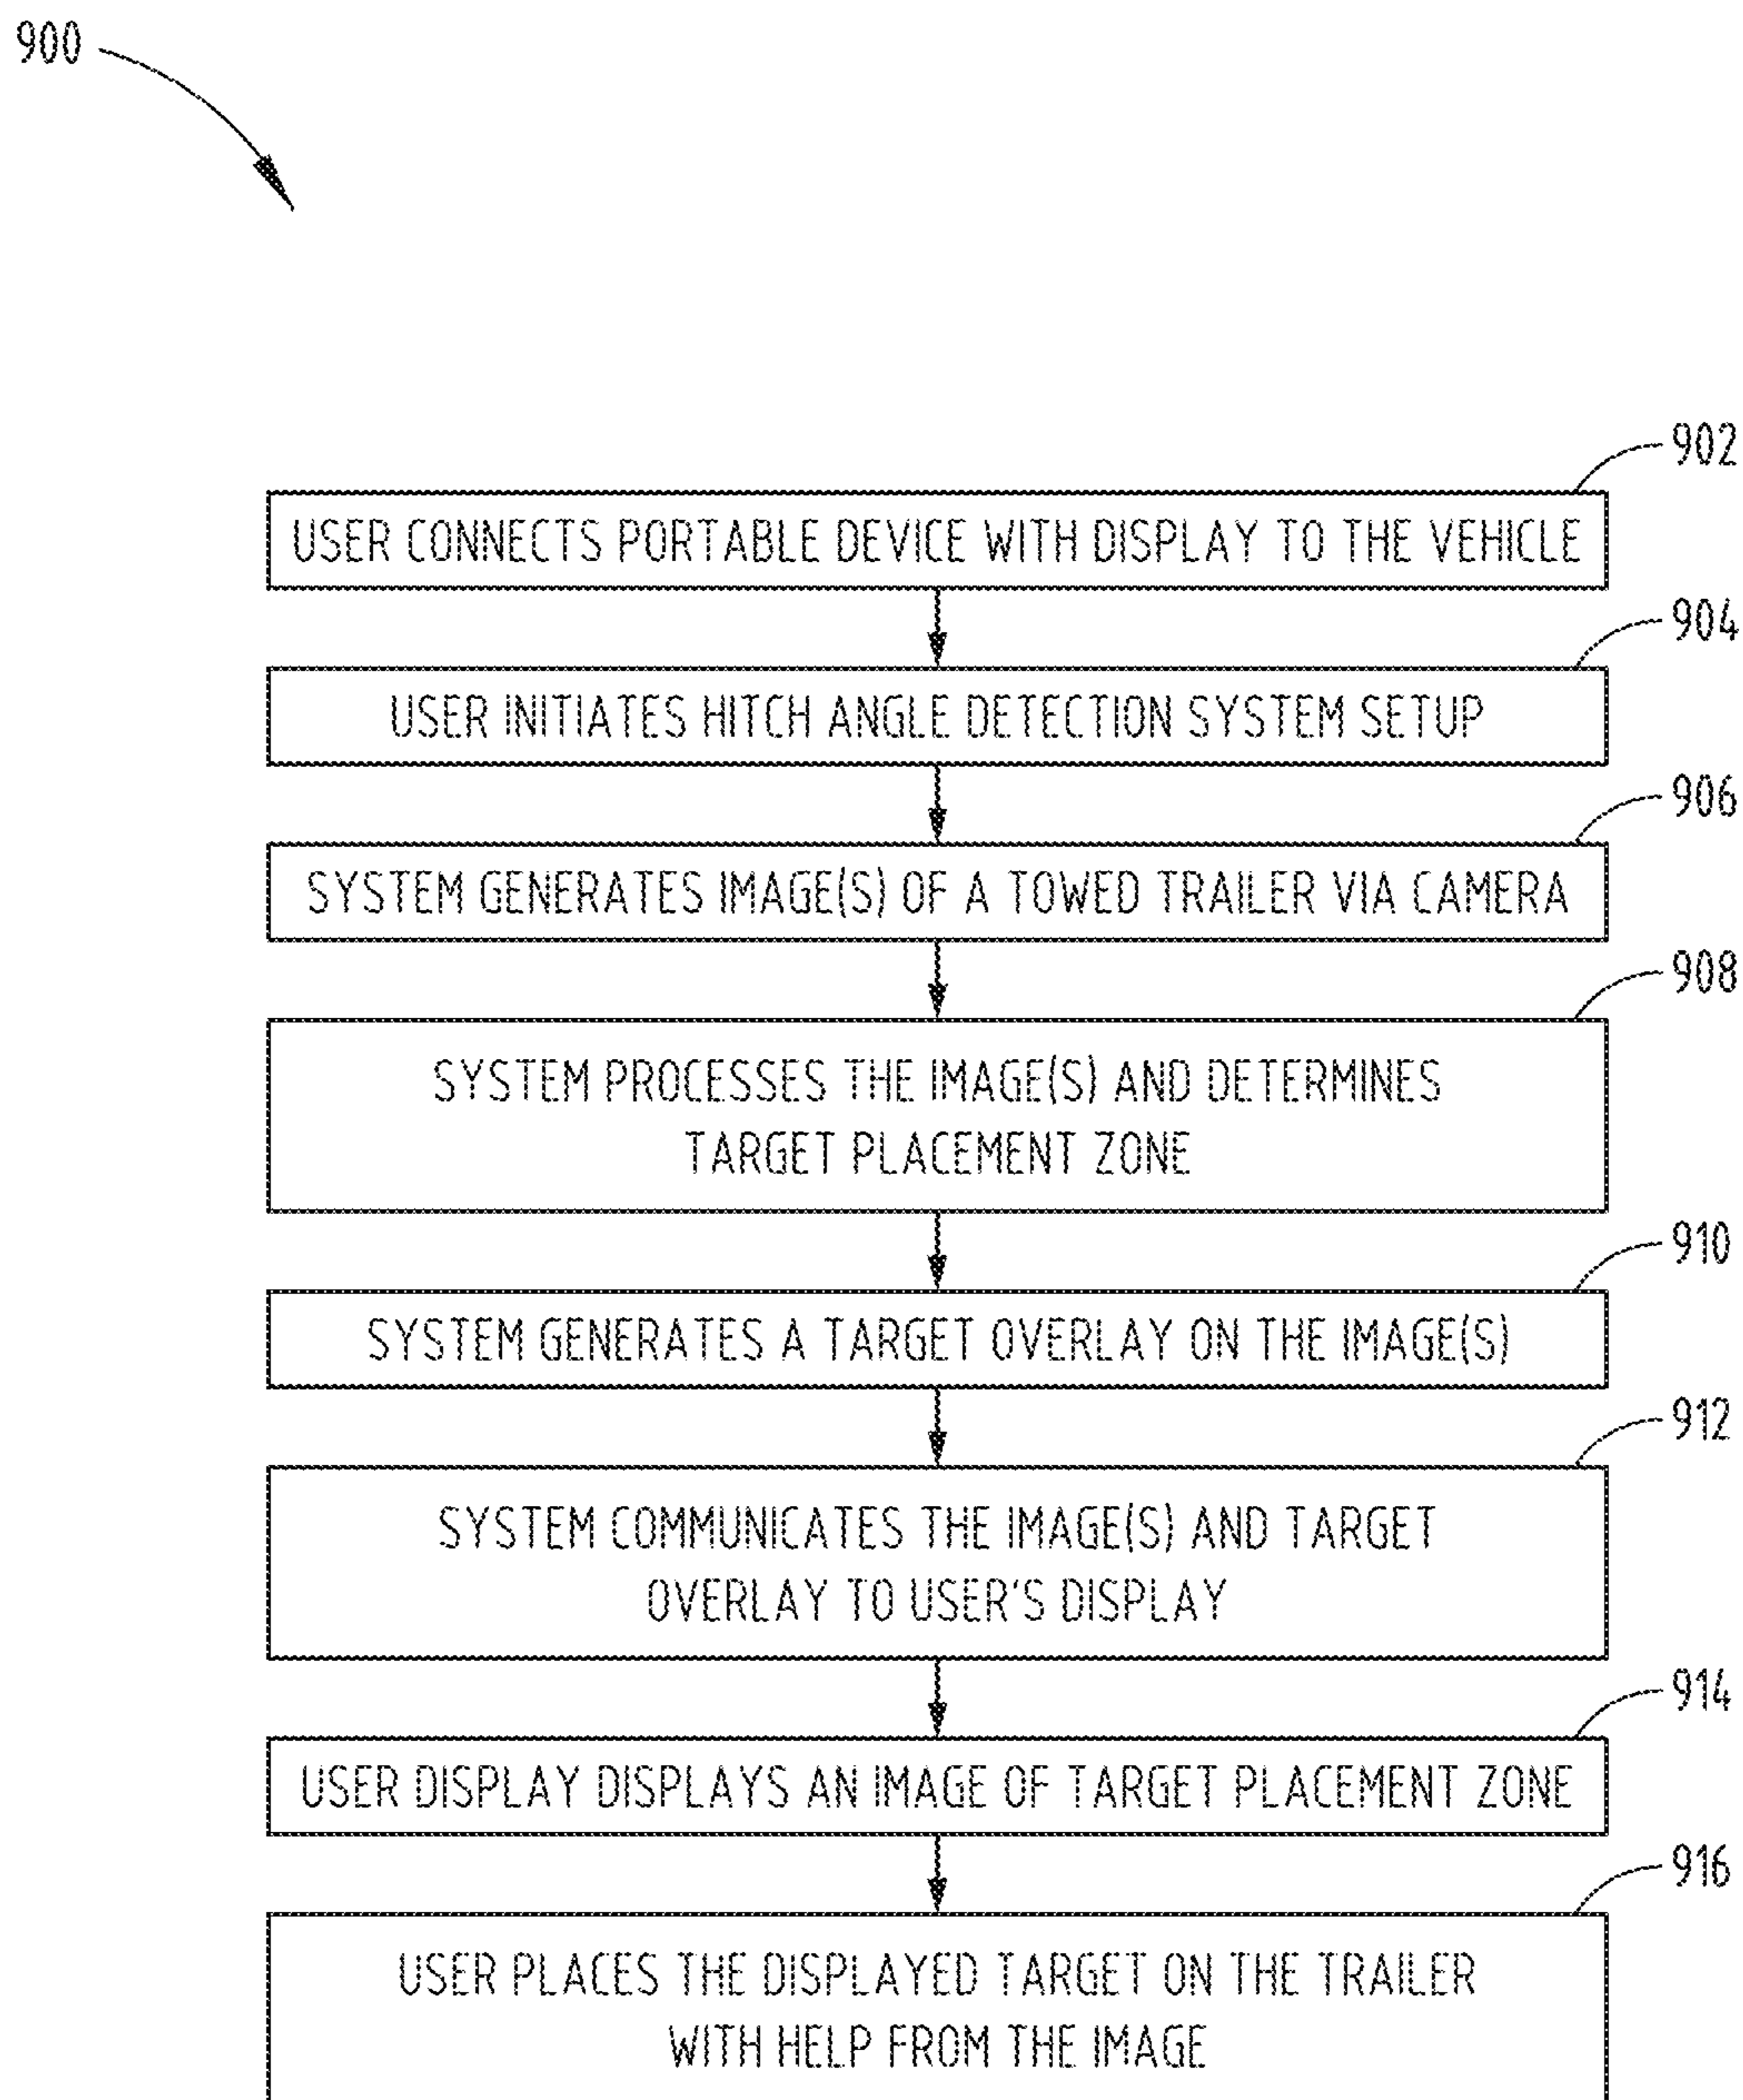 900
902
USER CONNECTS PORTABLE DEVICE WITH DISPLAY TO THE VEHICLE
904
USER INITIATES HITCH ANGLE DETECTION SYSTEM SETUP
906
SYSTEM GENERATES IMAGE(S) OF A TOWED TRAILER VIA CAMERA
908
SYSTEM PROCESSES THE IMAGE(S) AND DETERMINES
TARGET PLACEMENT ZONE
910
SYSTEM GENERATES A TARGET OVERLAY ON THE IMAGE(S)
912
SYSTEM COMMUNICATES THE IMAGE(S) AND TARGET
OVERLAY TO USER'S DISPLAY
914
USER DISPLAY DISPLAYS AN IMAGE OF TARGET PLACEMENT ZONE
916
USER PLACES THE DISPLAYED TARGET ON THE TRAILER
WITH HELP FROM THE IMAGE